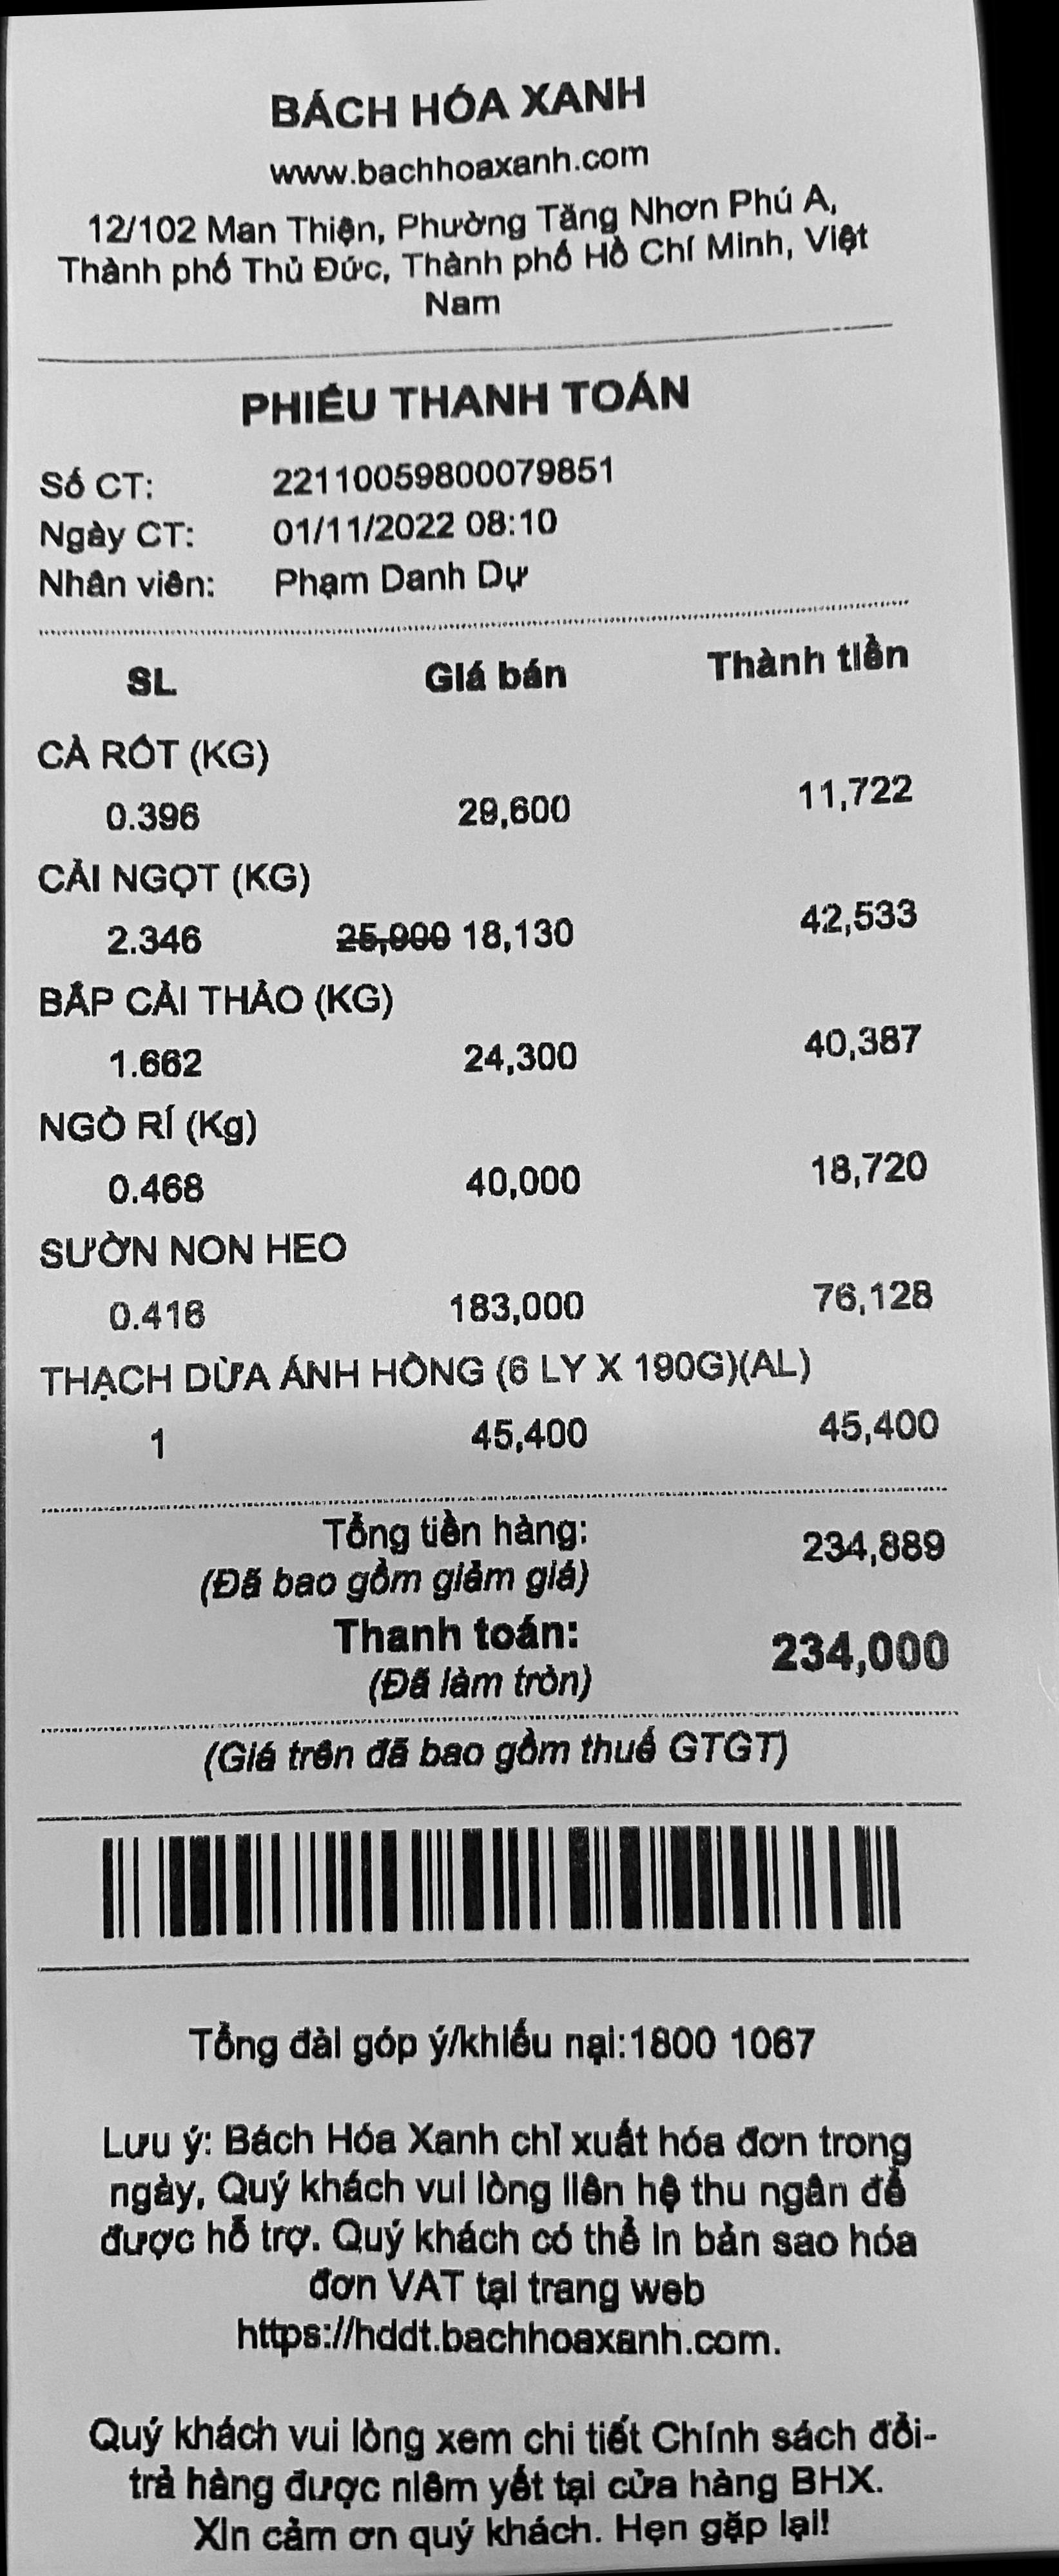 BÁCH HÓA XANH
www.bachhoaxanh.com
12/102 Man Thiện, Phường Tăng Nhơn Phú A,
Thành phố Thủ Đức, Thành phố Hồ Chí Minh, Việt
Nam
PHIẾU THANH TOÁN
Số CT: 22110059800079851
Ngày CT: 01/11/2022 08:10
Nhân viên: Phạm Danh Dự
SL Giá bán Thành tiền
CÀ RỐT (KG)
0.396 29,600 11,722
CẢI NGỌT (KG)
2.346 25,900 18,130 42,533
BẮP CẢI THẢO (KG)
1.662 24,300 40,387
NGÒ RÍ (Kg)
0.468 40,000 18,720
SƯỜN NON HEO
0.416 183,000 76,128
THẠCH DỪA ÁNH HỒNG (6 LY X 190G)(AL)
1 45,400 45,400
Tổng tiền hàng: 234,889
(Đã bao gồm giảm giá)
Thanh toán: 234,000
(Đã làm tròn)
(Giá trên đã bao gồm thuế GTGT)
Tổng đài góp ý/khiếu nại:1800 1067
Lưu ý: Bách Hóa Xanh chỉ xuất hóa đơn trong
ngày, Quý khách vui lòng liên hệ thu ngân để
được hỗ trợ. Quý khách có thể in bản sao hóa
đơn VAT tại trang web
https://hddt.bachhoaxanh.com.
Quý khách vui lòng xem chi tiết Chính sách đổi-
trả hàng được niêm yết tại cửa hàng BHX.
Xin cảm ơn quý khách. Hẹn gặp lại!